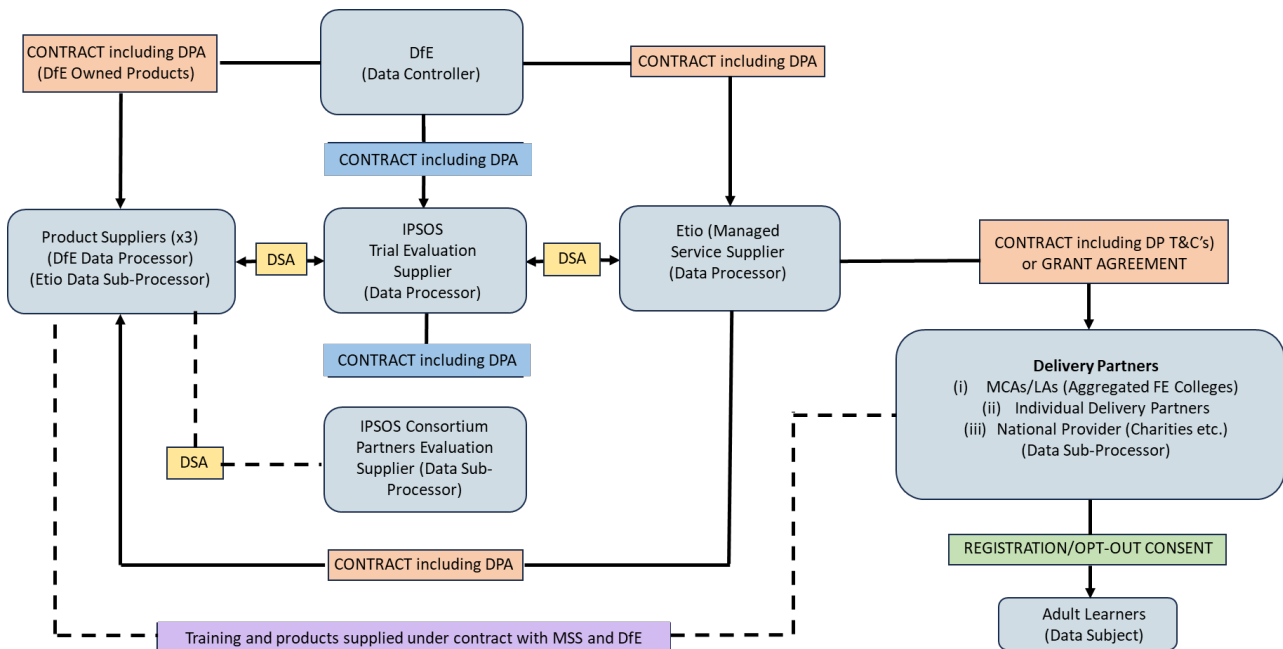 CONTRACT including DPA
(DfE Owned Products)
DfE
(Data Controller)
CONTRACT including DPA
CONTRACT including DPA
Product Suppliers (x3)
(DfE Data Processor)
(Etio Data Sub-Processor)
DSA
IPSOS
Trial Evaluation
Supplier
(Data Processor)
DSA
Etio (Managed
Service Supplier
(Data Processor)
CONTRACT including DP T&C's)
or GRANT AGREEMENT
CONTRACT including DPA
Delivery Partners
(i) MCAs/LAs (Aggregated FE Colleges)
(ii) Individual Delivery Partners
(iii) National Provider (Charities etc.)
(Data Sub-Processor)
DSA
IPSOS Consortium
Partners Evaluation
Supplier (Data Sub-
Processor)
REGISTRATION/OPT-OUT CONSENT
CONTRACT including DPA
Adult Learners
(Data Subject)
Training and products supplied under contract with MSS and DfE